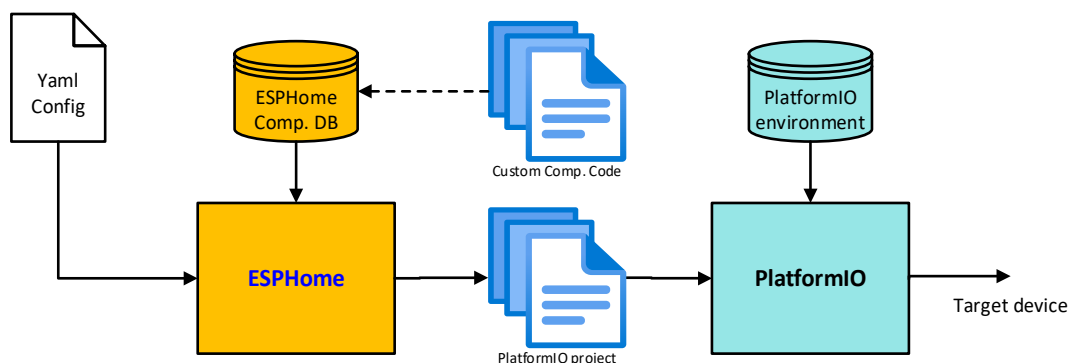 Yaml
Config
ESPHome
Comp. DB
Custom Comp. Code
PlatformIO
environment
ESPHome
PlatformIO project
PlatformIO
Target device